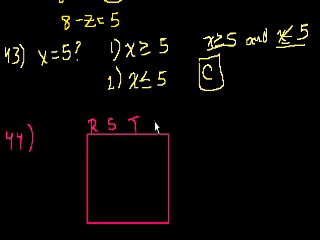 8 - z = 5
43) x = 5? 1) x ≥ 5 x ≥ 5 and x ≤ 5
2) x ≤ 5 C
R S T
44)